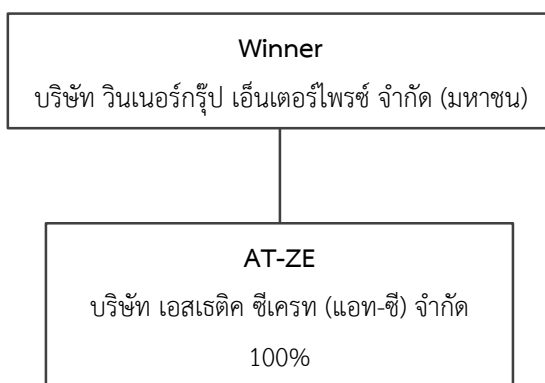 Winner
บริษัท วินเนอร์กรุ๊ป เอ็นเตอร์ไพรซ์ จำกัด (มหาชน)
AT-ZE
บริษัท เอสเธติค ซีเครท (แอท-ซี) จำกัด
100%